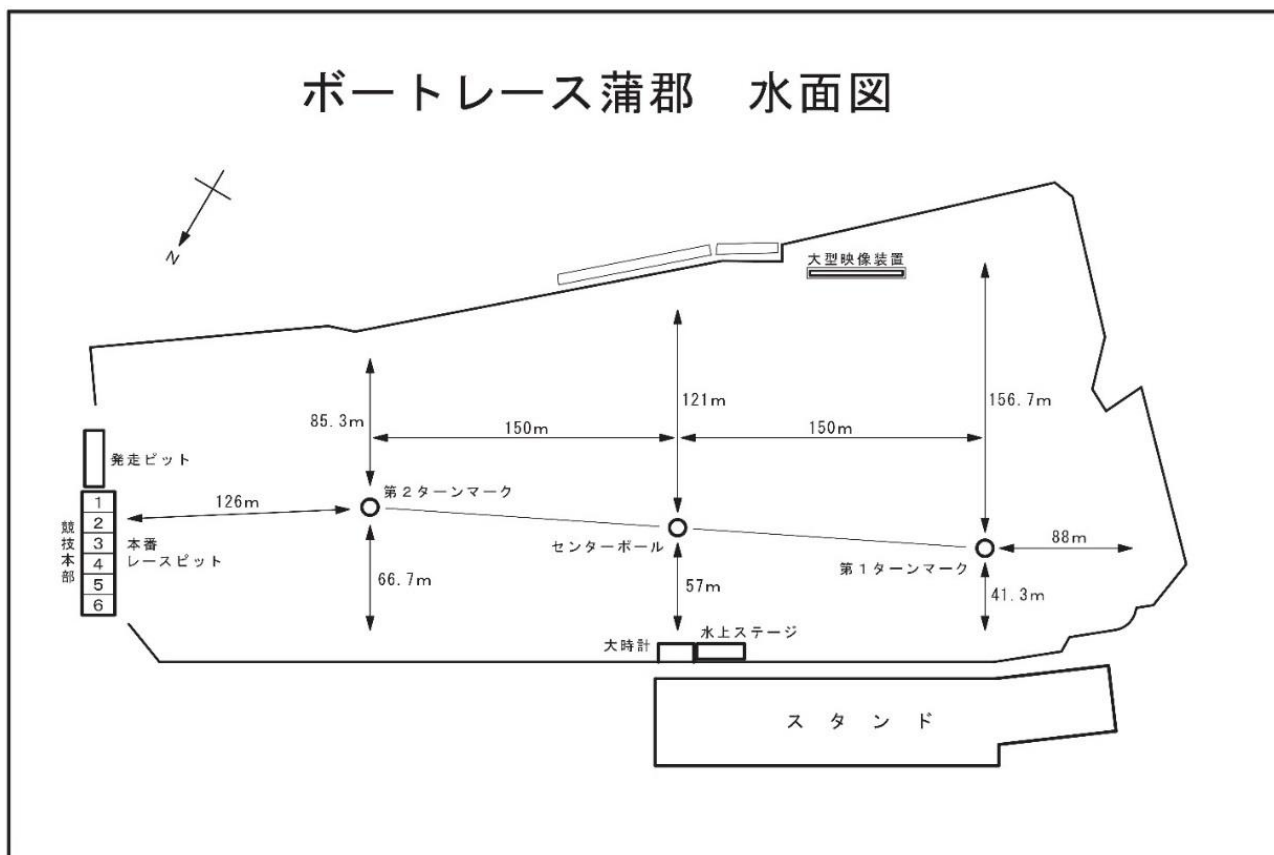 ボートレース蒲郡 水面図
N
大型映像装置
85.3m
121m
156.7m
150m
150m
発走ピット
第2ターンマーク
126m
競技本部
1
2
3
4
5
6
本番
レースピット
センターポール
第1ターンマーク
88m
66.7m
57m
41.3m
大時計
水上ステージ
スタンド